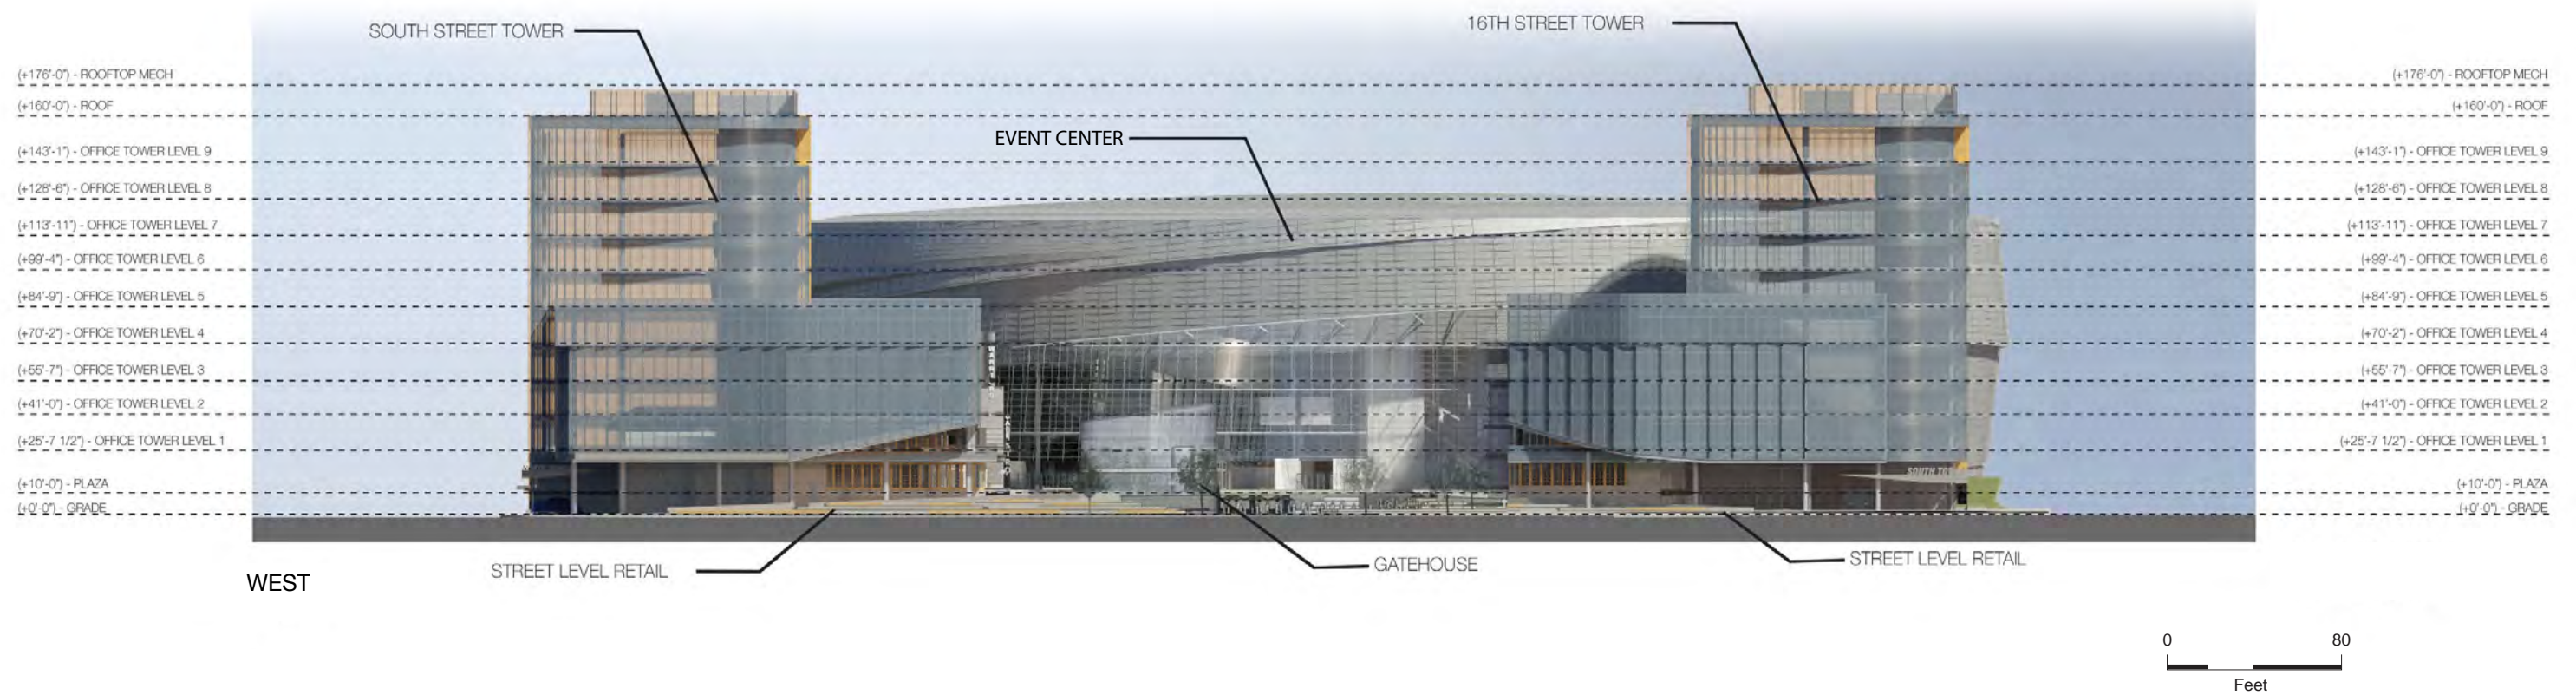 SOUTH STREET TOWER
16TH STREET TOWER
EVENT CENTER
(+176'-0") - ROOFTOP MECH
(+160'-0") - ROOF
(+143'-1") - OFFICE TOWER LEVEL 9
(+128'-6") - OFFICE TOWER LEVEL 8
(+113'-11") - OFFICE TOWER LEVEL 7
(+99'-4") - OFFICE TOWER LEVEL 6
(+84'-9") - OFFICE TOWER LEVEL 5
(+70'-2") - OFFICE TOWER LEVEL 4
(+55'-7") - OFFICE TOWER LEVEL 3
(+41'-0") - OFFICE TOWER LEVEL 2
(+25'-7 1/2") - OFFICE TOWER LEVEL 1
(+10'-0") - PLAZA
(+0'-0") - GRADE
(+176'-0") - ROOFTOP MECH
(+160'-0") - ROOF
(+143'-1") - OFFICE TOWER LEVEL 9
(+128'-6") - OFFICE TOWER LEVEL 8
(+113'-11") - OFFICE TOWER LEVEL 7
(+99'-4") - OFFICE TOWER LEVEL 6
(+84'-9") - OFFICE TOWER LEVEL 5
(+70'-2") - OFFICE TOWER LEVEL 4
(+55'-7") - OFFICE TOWER LEVEL 3
(+41'-0") - OFFICE TOWER LEVEL 2
(+25'-7 1/2") - OFFICE TOWER LEVEL 1
(+10'-0") - PLAZA
(+0'-0") - GRADE
SOUTH
STREET LEVEL RETAIL
GATEHOUSE
STREET LEVEL RETAIL
WEST
0 80
Feet